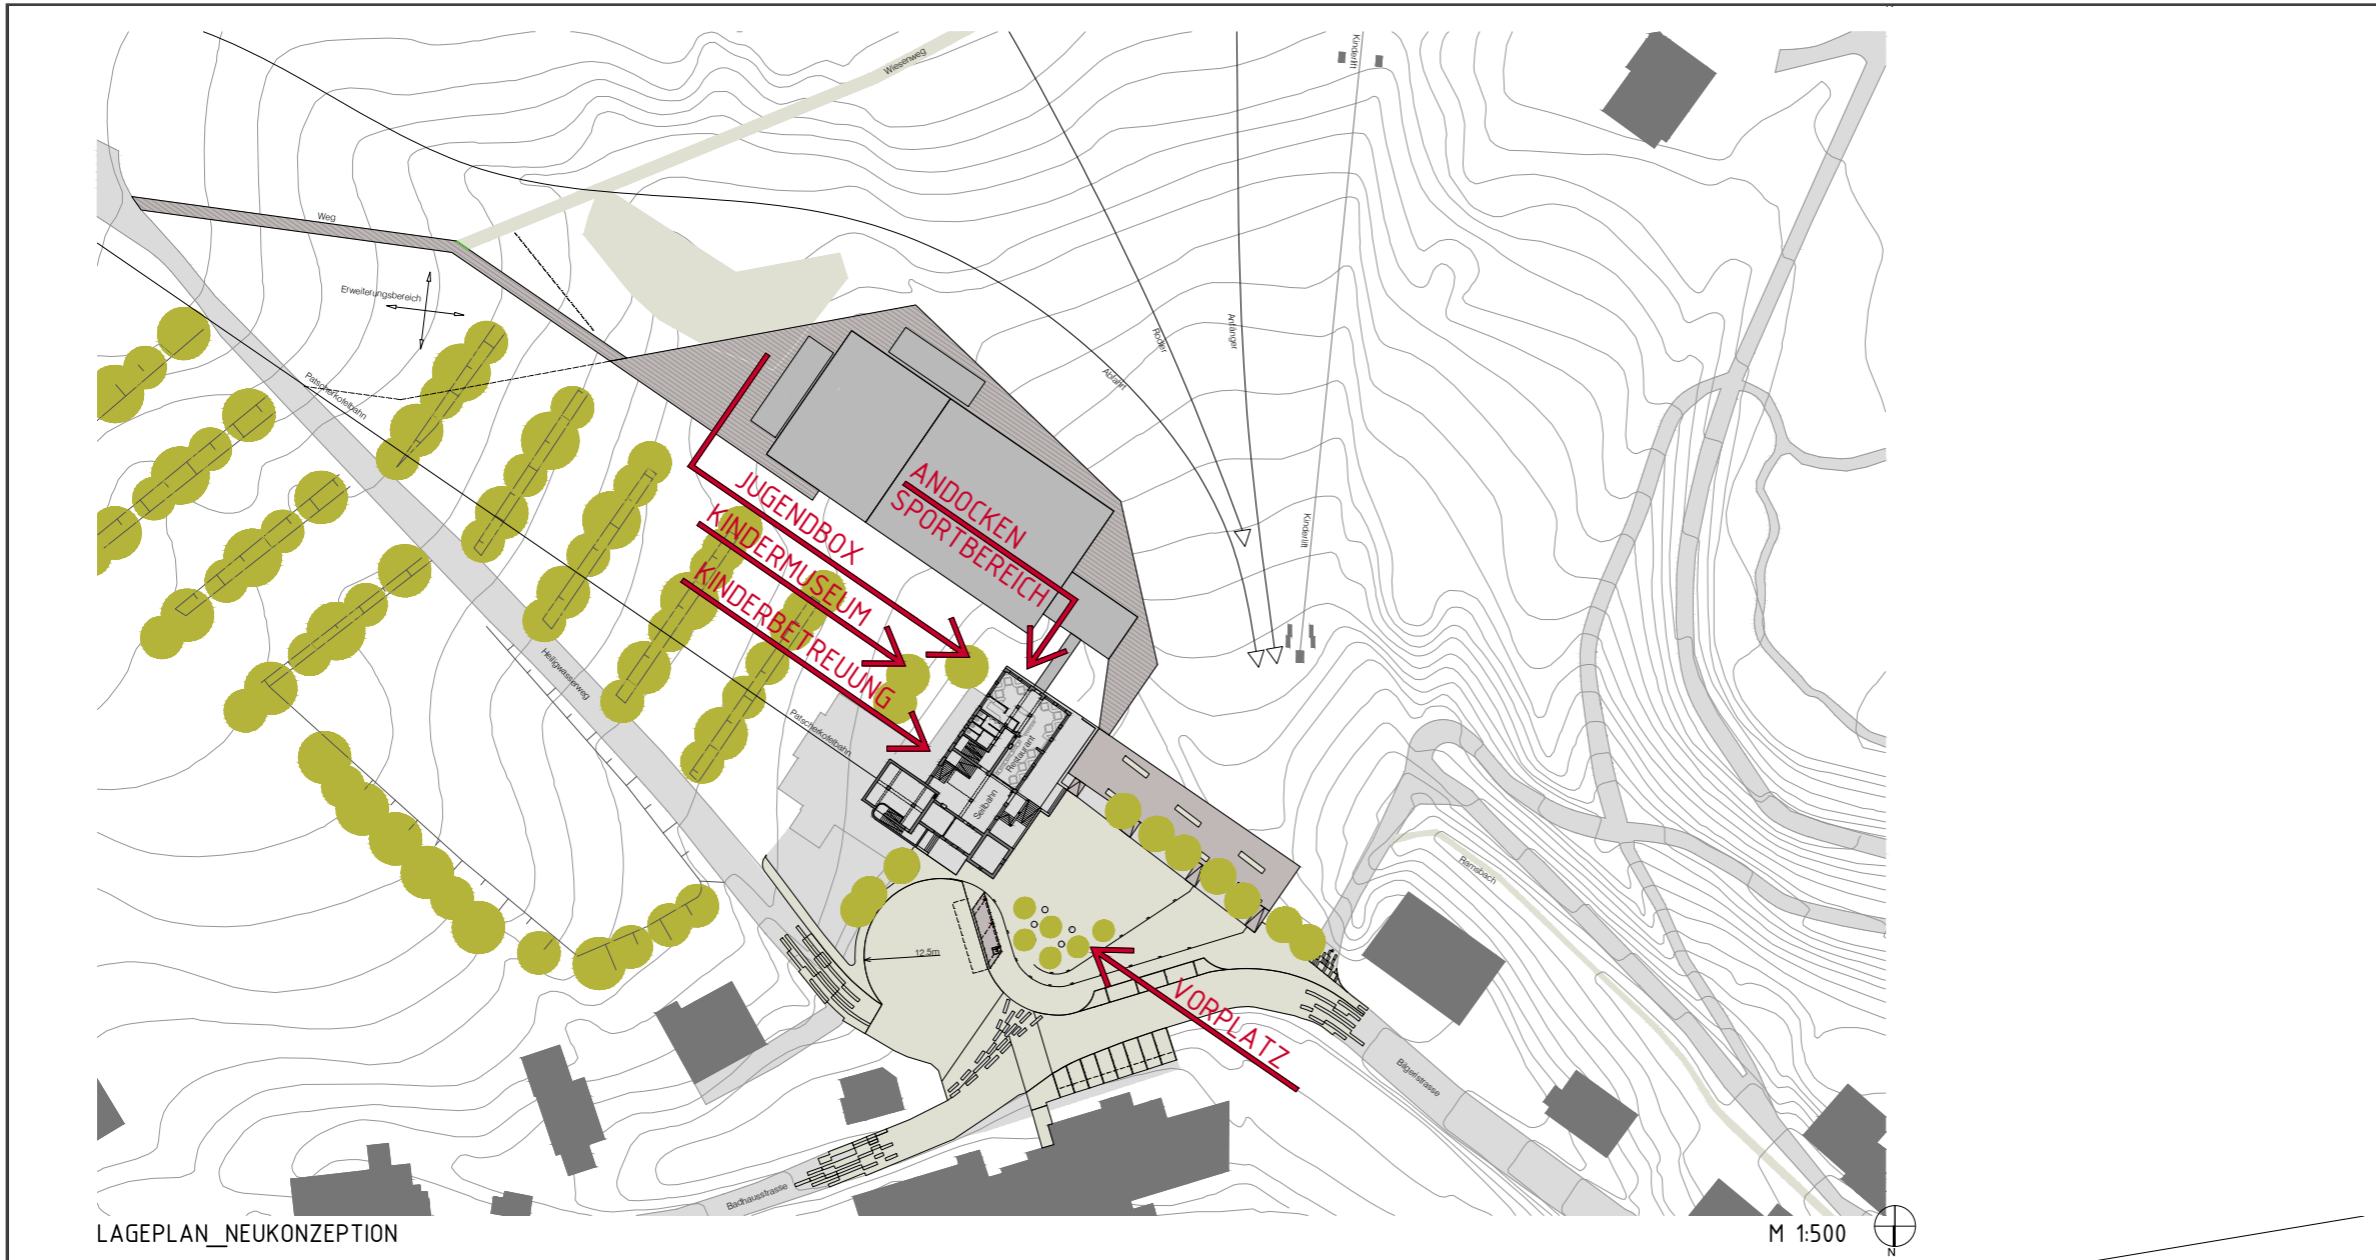 Wiesenweg
Kinderlift
Weg
Erweiterungsbereich
Patscherkofelbahn
Rodler
Anfänger
Abfahrt
ANDOCKEN
SPORTBEREICH
JUGENDBOX
KINDERMUSEUM
KINDERBETREUUNG
Kinderlift
Heiligwasserweg
Patscherkofelbahn
Restaurant
Seilbahn
Ramsbach
12,5m
VORPLATZ
Bilgeristrasse
Badhausstrasse
LAGEPLAN_NEUKONZEPTION
M 1:500
N